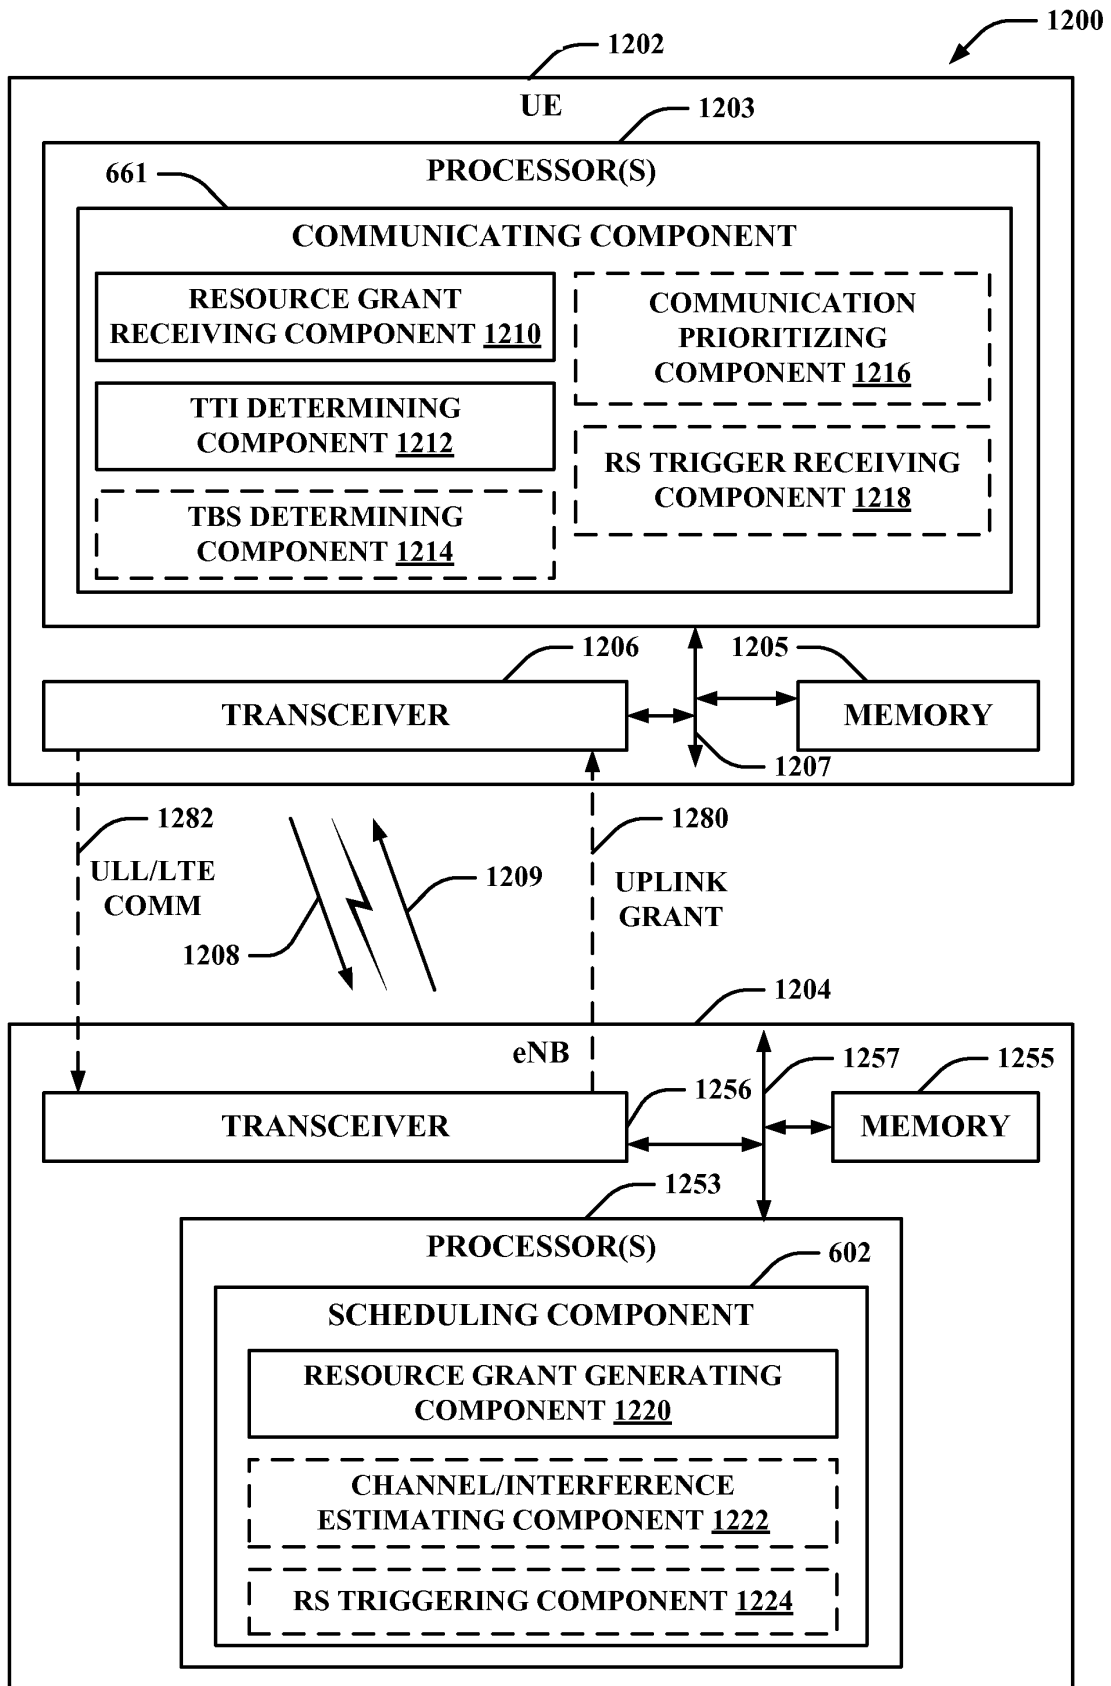 1200
1202
UE
1203
PROCESSOR(S)
661
COMMUNICATING COMPONENT
RESOURCE GRANT
RECEIVING COMPONENT 1210
TTI DETERMINING
COMPONENT 1212
TBS DETERMINING
COMPONENT 1214
COMMUNICATION
PRIORITIZING
COMPONENT 1216
RS TRIGGER RECEIVING
COMPONENT 1218
1206
1205
TRANSCEIVER
MEMORY
1207
1282
ULL/LTE
COMM
1208
1209
1280
UPLINK
GRANT
1204
eNB
1257
1255
1256
TRANSCEIVER
MEMORY
1253
PROCESSOR(S)
602
SCHEDULING COMPONENT
RESOURCE GRANT GENERATING
COMPONENT 1220
CHANNEL/INTERFERENCE
ESTIMATING COMPONENT 1222
RS TRIGGERING COMPONENT 1224